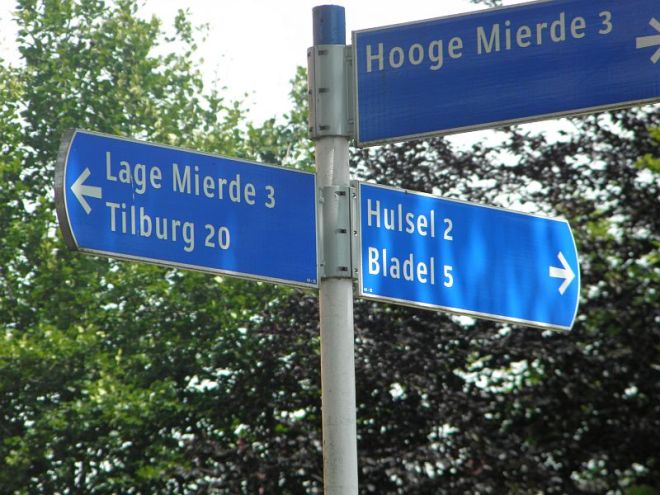 Hooge Mierde 3
Lage Mierde 3
Tilburg 20
Hulsel 2
Bladel 5